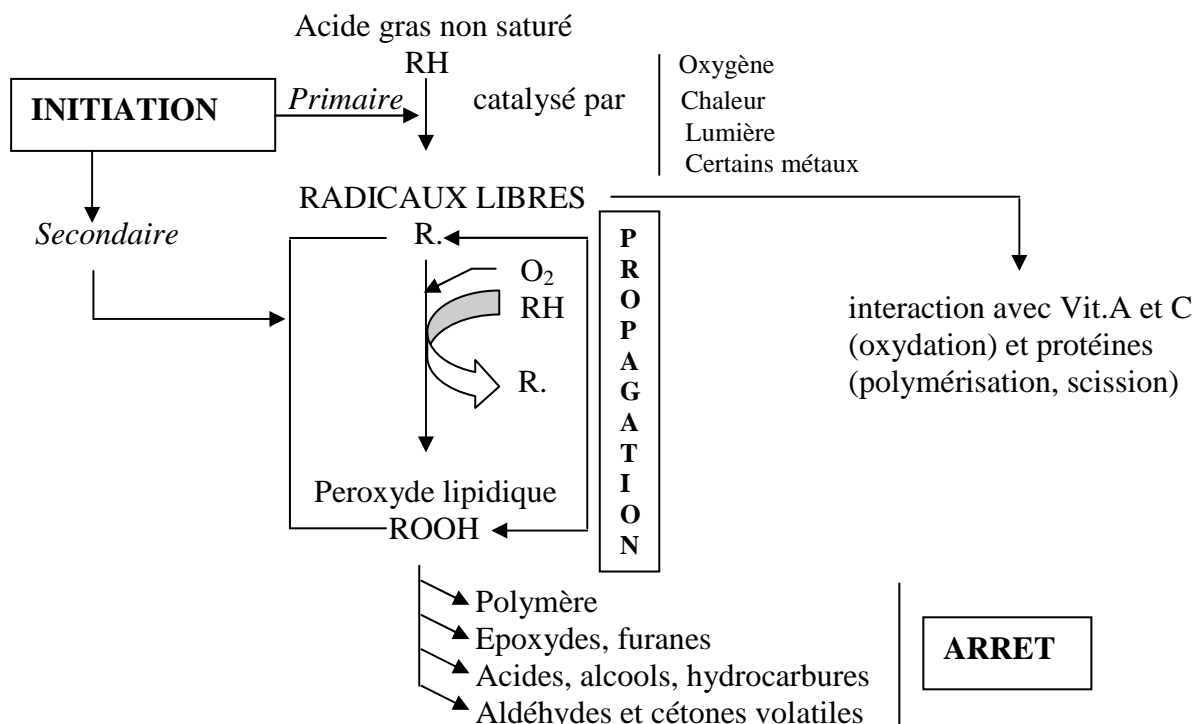 Acide gras non saturé
RH
INITIATION
Primaire
catalysé par
Oxygène
Chaleur
Lumière
Certains métaux
RADICAUX LIBRES
Secondaire
R.
O₂
RH
R.
PROPAGATION
interaction avec Vit.A et C
(oxydation) et protéines
(polymérisation, scission)
Peroxyde lipidique
ROOH
Polymère
Epoxydes, furanes
Acides, alcools, hydrocarbures
Aldéhydes et cétones volatiles
ARRET